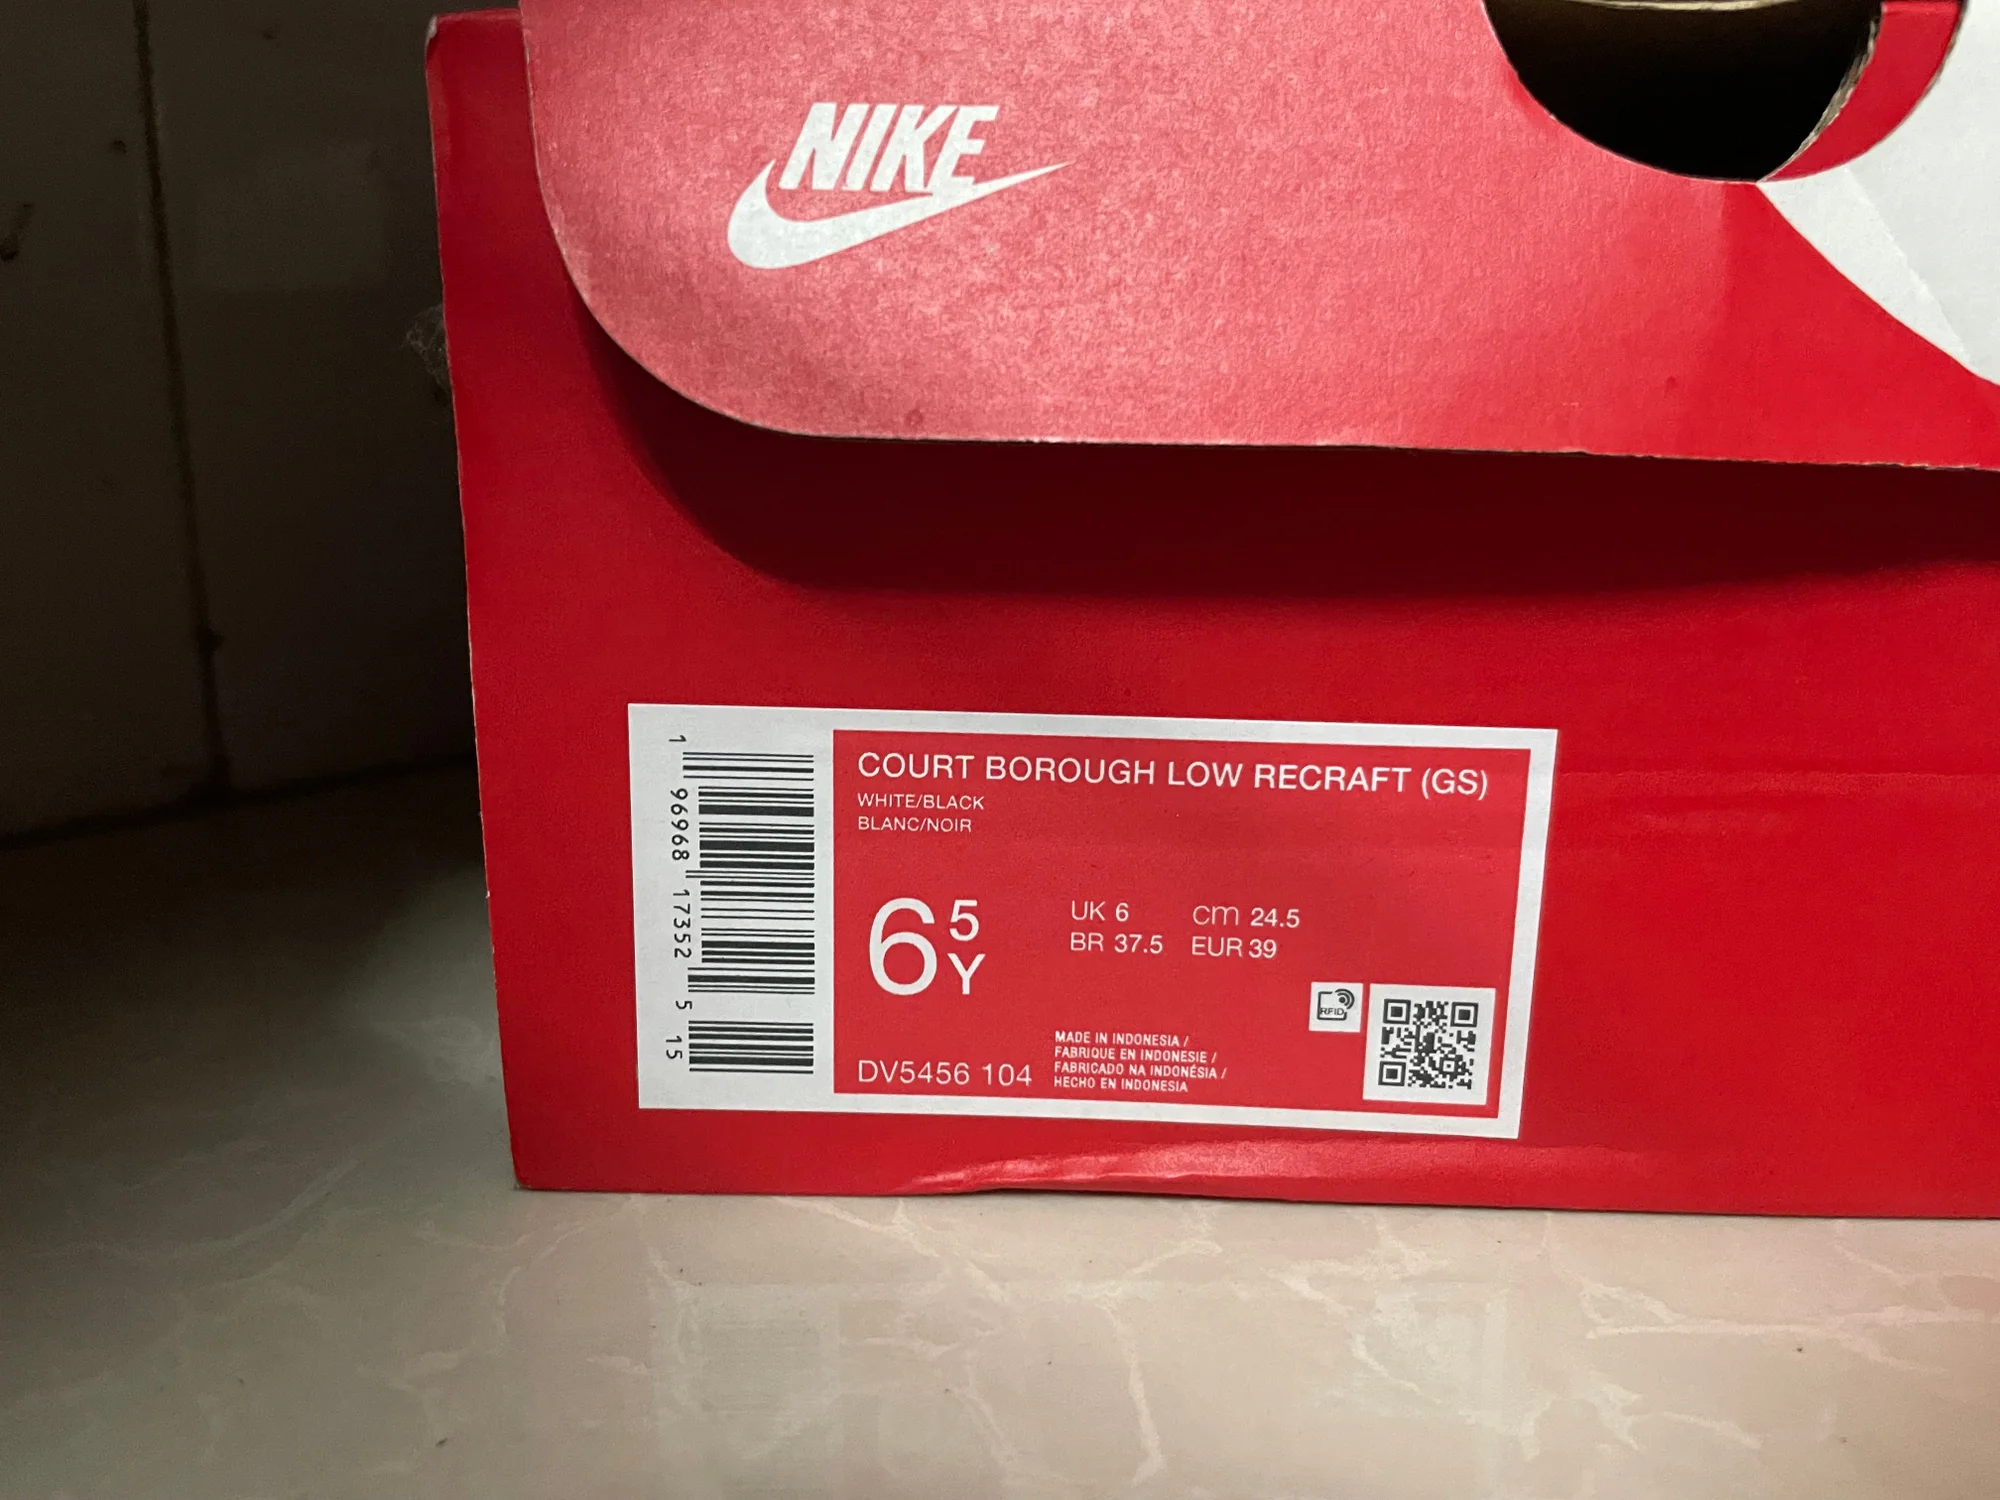 NIKE
COURT BOROUGH LOW RECRAFT (GS)
WHITE/BLACK
BLANC/NOIR
6 5 Y
UK 6 cm 24.5
BR 37.5 EUR 39
RFID
MADE IN INDONESIA /
FABRIQUE EN INDONESIE /
FABRICADO NA INDONÉSIA /
HECHO EN INDONESIA
DV5456 104
1 96968 17352 5 15